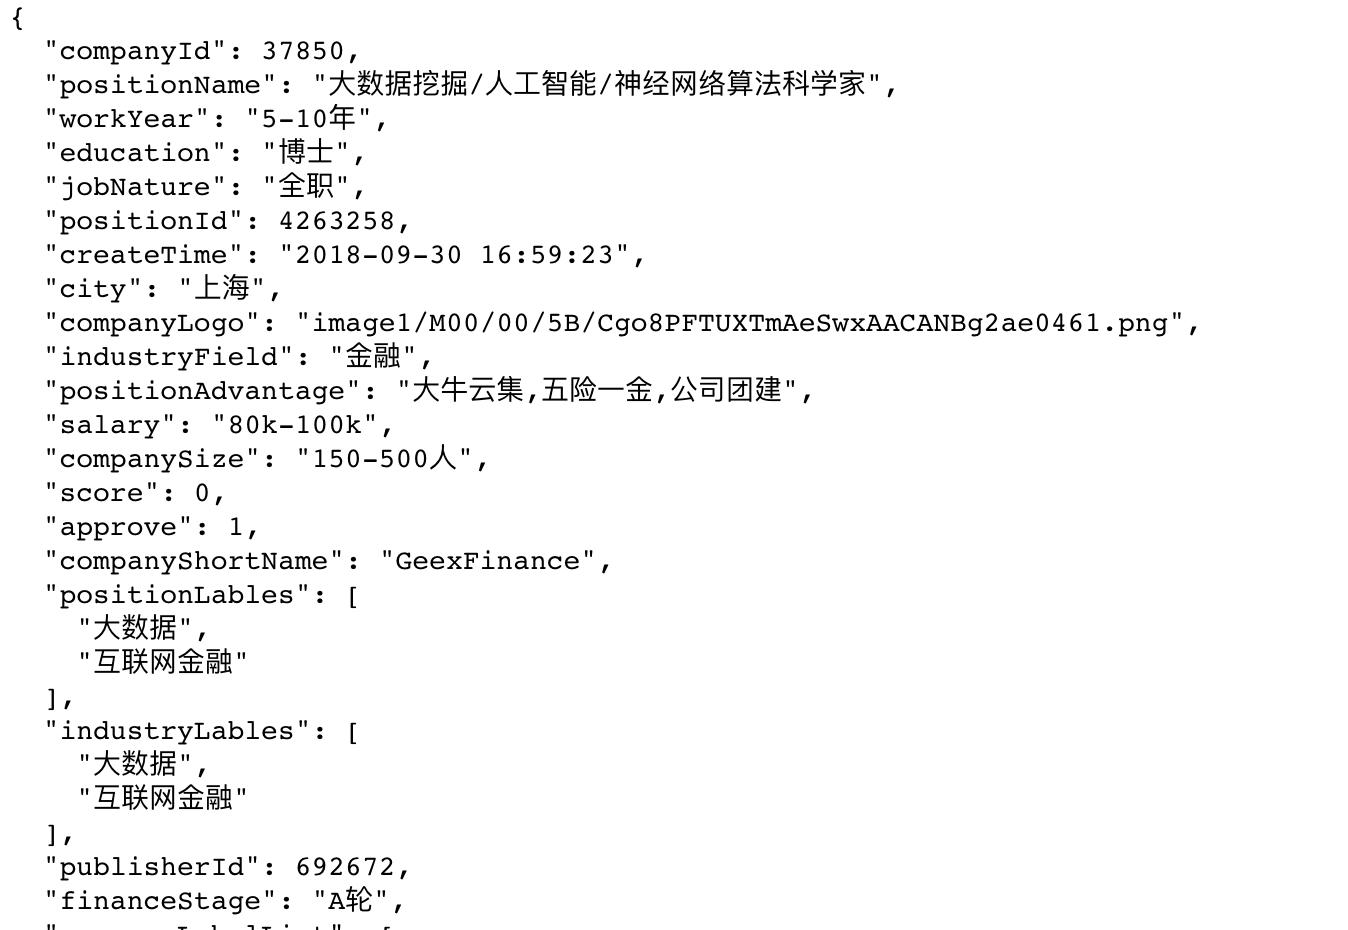 {
"companyId": 37850,
"positionName": "大数据挖掘/人工智能/神经网络算法科学家",
"workYear": "5-10年",
"education": "博士",
"jobNature": "全职",
"positionId": 4263258,
"createTime": "2018-09-30 16:59:23",
"city": "上海",
"companyLogo": "image1/M00/00/5B/Cgo8PFTUXTmAeSwxAACANBg2ae0461.png",
"industryField": "金融",
"positionAdvantage": "大牛云集,五险一金,公司团建",
"salary": "80k-100k",
"companySize": "150-500人",
"score": 0,
"approve": 1,
"companyShortName": "GeexFinance",
"positionLables": [
"大数据",
"互联网金融"
],
"industryLables": [
"大数据",
"互联网金融"
],
"publisherId": 692672,
"financeStage": "A轮",